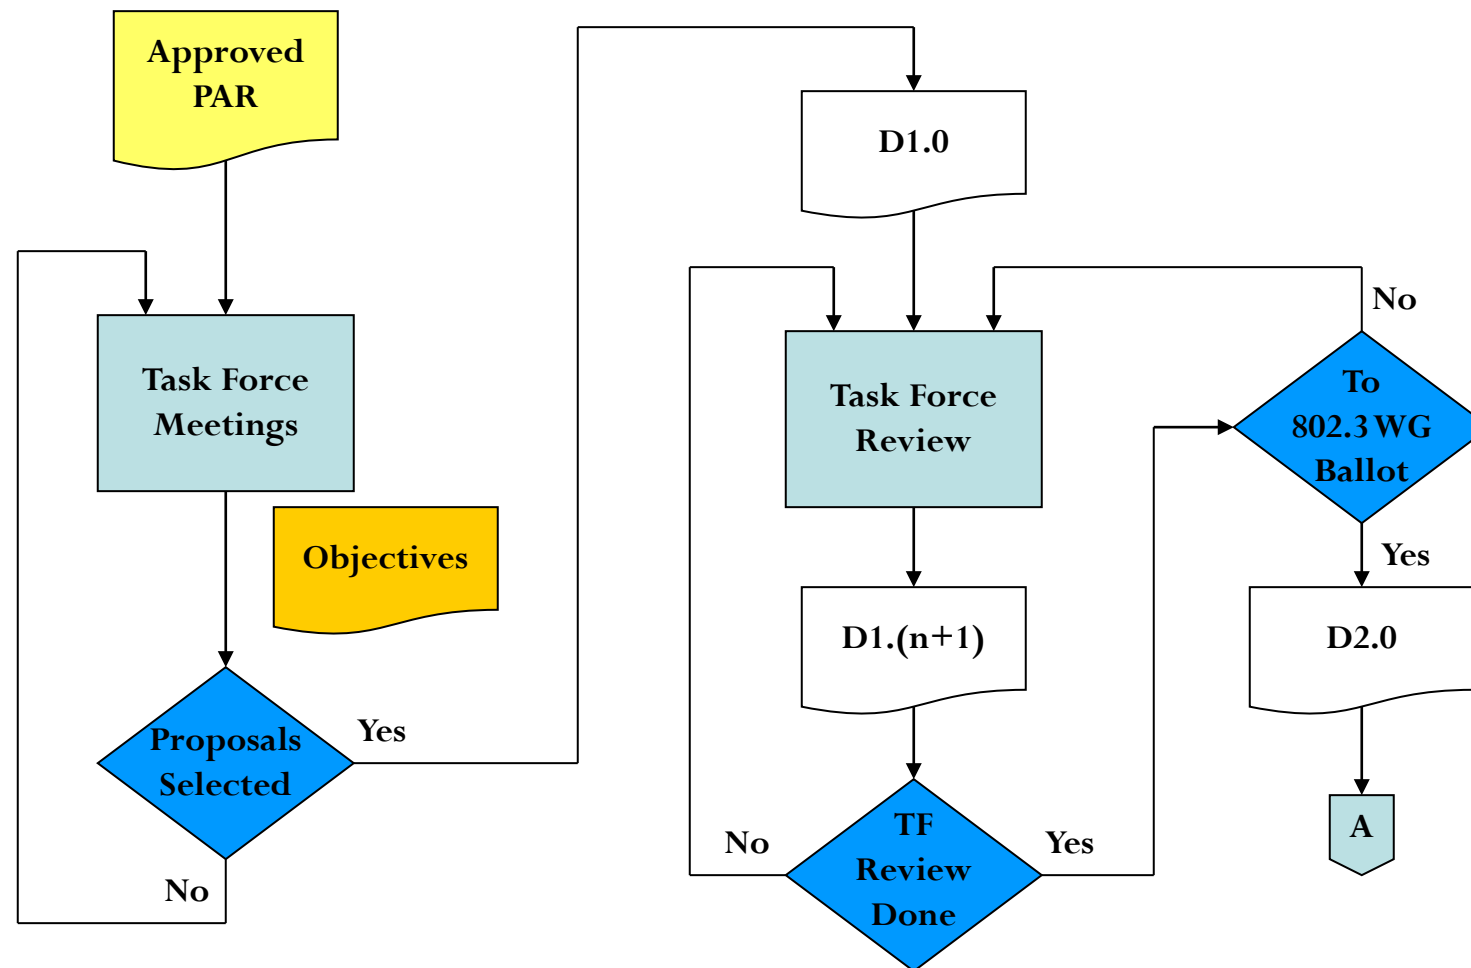 Approved
PAR
Task Force
Meetings
Objectives
Proposals
Selected
Yes
No
D1.0
Task Force
Review
D1.(n+1)
TF
Review
Done
No
Yes
To
802.3 WG
Ballot
No
Yes
D2.0
A